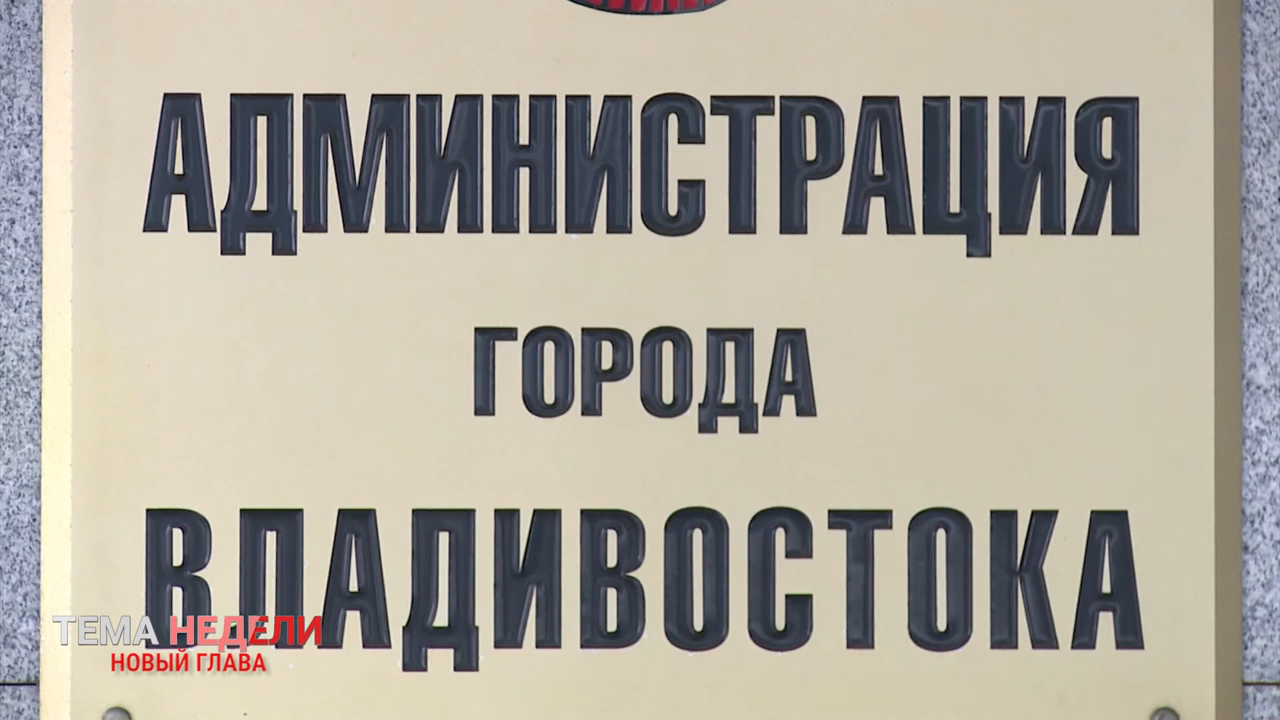 АДМИНИСТРАЦИЯ
ГОРОДА
ВЛАДИВОСТОКА
ТЕМА НЕДЕЛИ
НОВЫЙ ГЛАВА